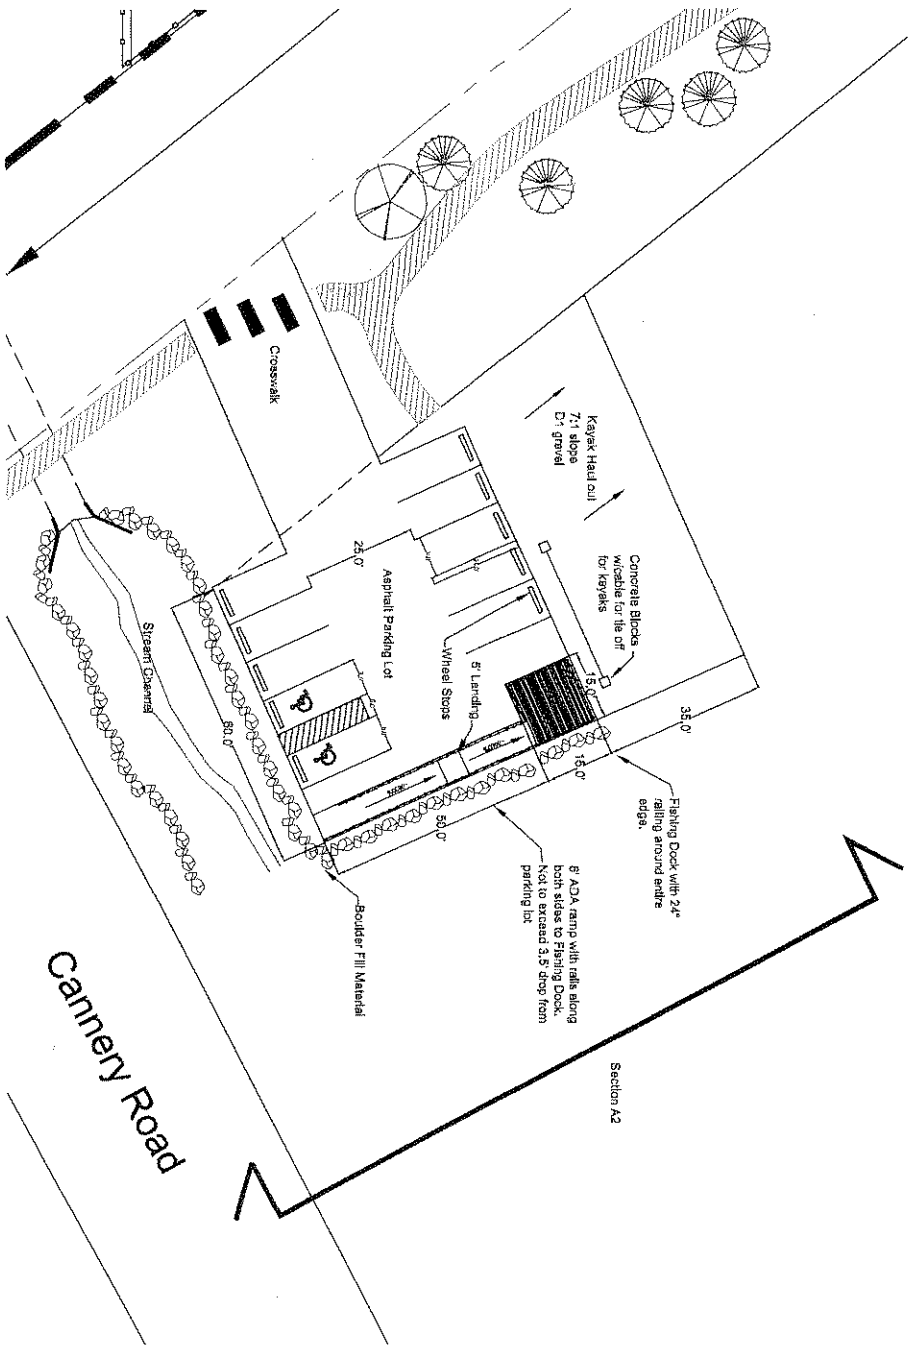 Crosswalk
Kayak Haul out
7:1 slope
D1 gravel
Concrete Blocks
w/cable for tie off
for kayaks
25.0'
Asphalt Parking Lot
Wheel Stops
5' Landing
15.0'
35.0'
15.0'
Fishing Dock with 24"
railing around entire
edge.
Stream Channel
60.0'
50.0'
8' ADA ramp with rails along
both sides to Fishing Dock.
Not to exceed 3.5' drop from
parking lot
Boulder Fill Material
Section A2
Cannery Road